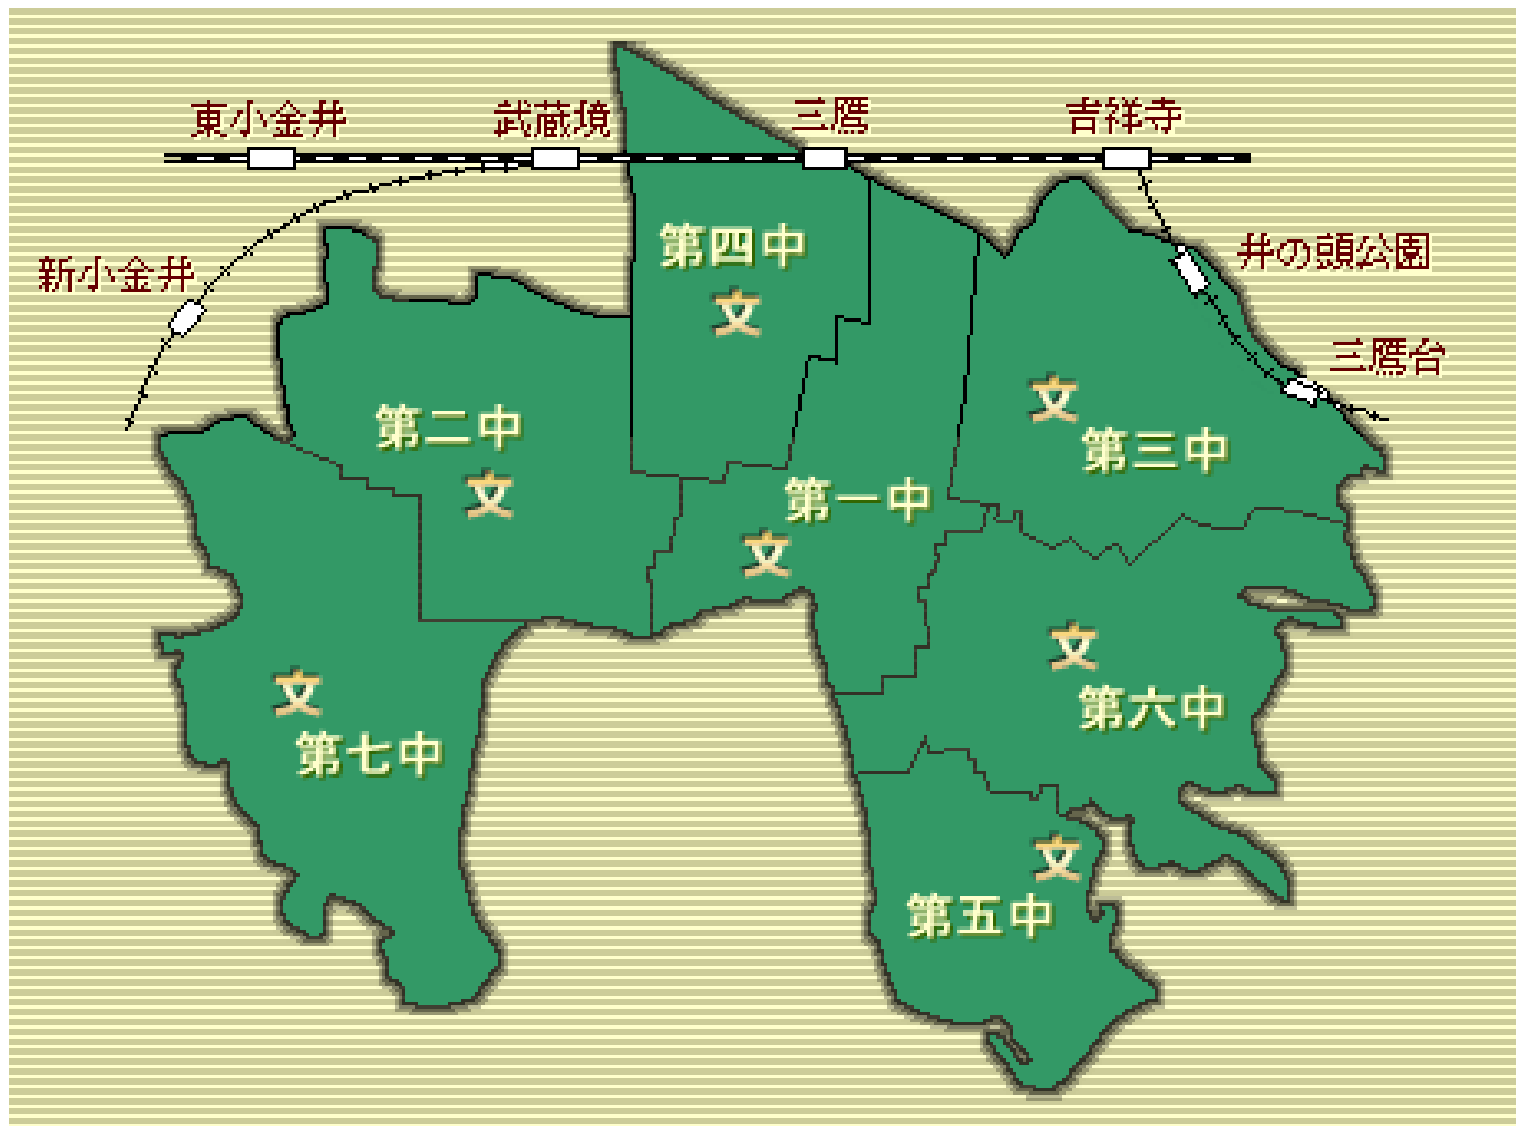 東小金井
武蔵境
三鷹
吉祥寺
新小金井
井の頭公園
三鷹台
第四中
文
第二中
文
文
第三中
第一中
文
文
第六中
文
第七中
文
第五中